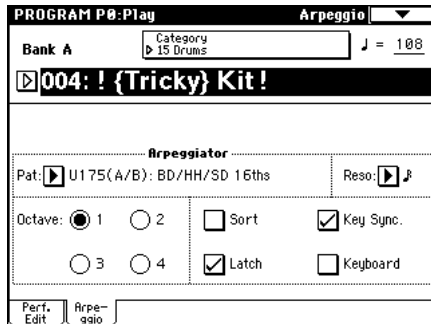 PROGRAM P0:Play Arpeggio
Bank A Category ♩ = 108
15 Drums
004: ! {Tricky} Kit !
Arpeggiator
Pat: U175(A/B): BD/HH/SD 16ths Reso:
Octave: 1 2 Sort Key Sync.
3 4 Latch Keyboard
Perf. Edit Arpe-ggio